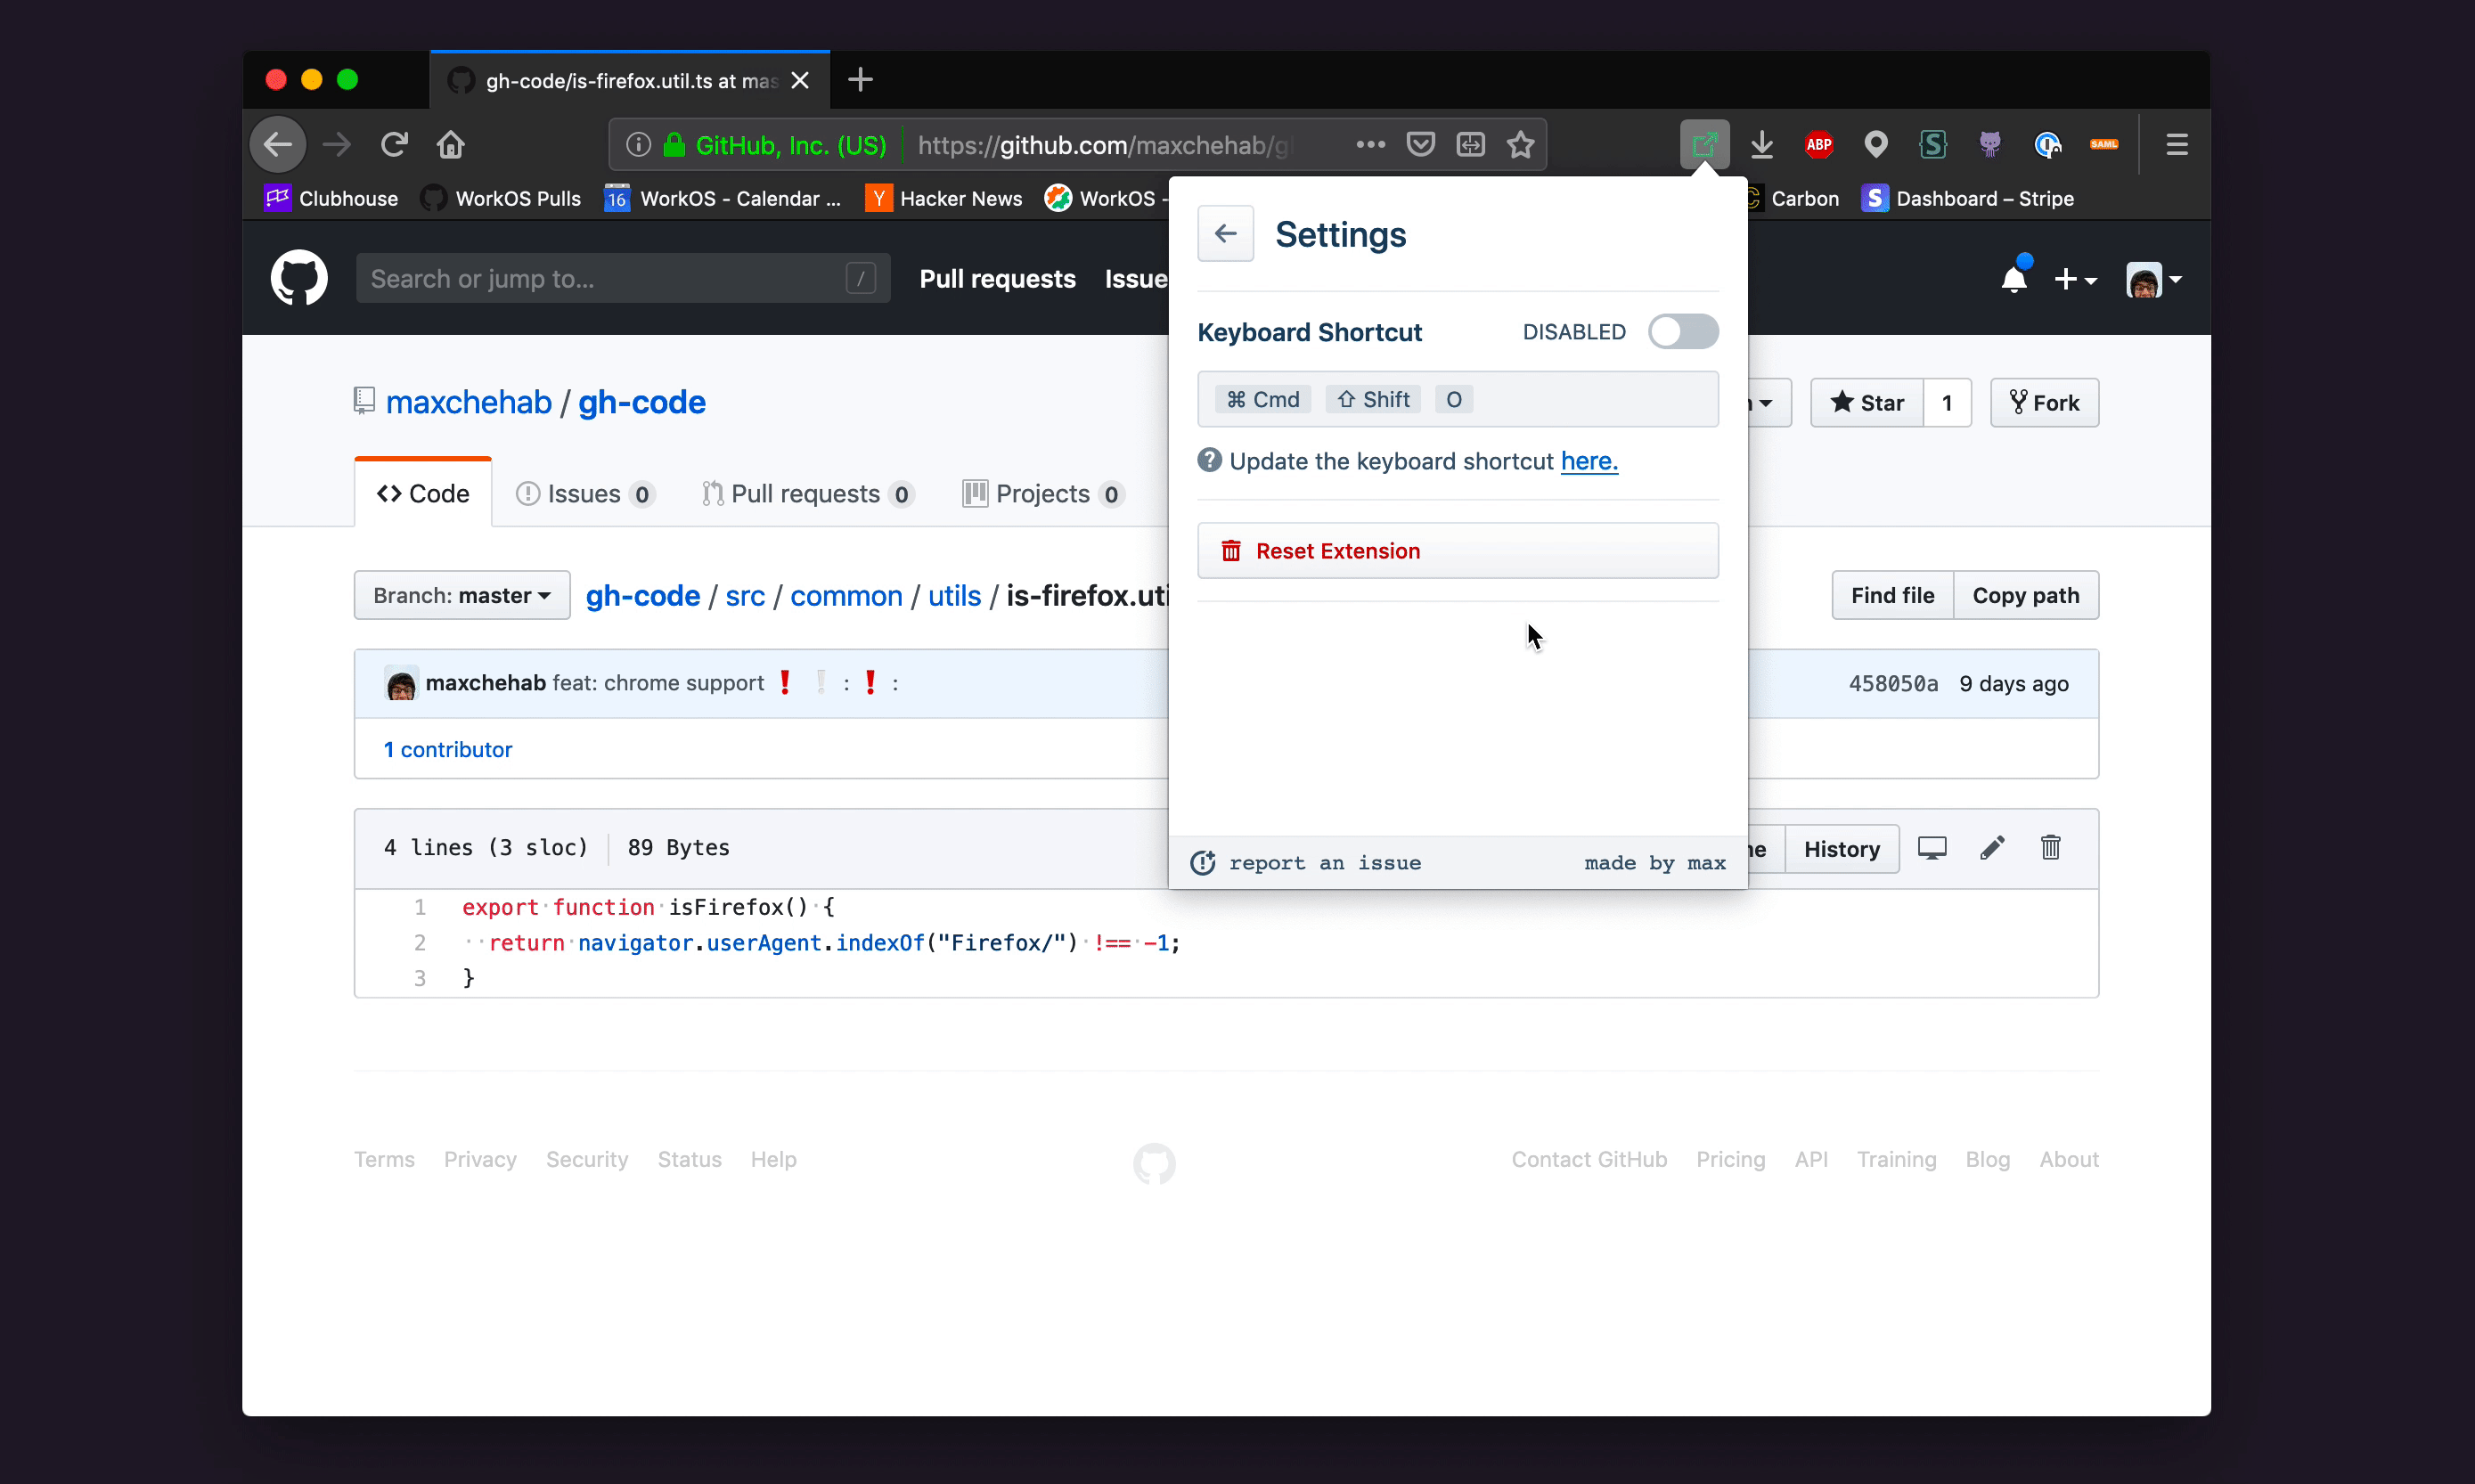 gh-code/is-firefox.util.ts at mas
GitHub, Inc. (US) https://github.com/maxchehab/g
ABP
SAML
Clubhouse WorkOS Pulls 16 WorkOS - Calendar ... Y Hacker News WorkOS - Carbon S Dashboard – Stripe
Search or jump to... / Pull requests Issue
Settings
Keyboard Shortcut DISABLED
⌘ Cmd ⇧ Shift O
Update the keyboard shortcut here.
Reset Extension
report an issue made by max
maxchehab / gh-code
Star 1 Fork
Code Issues 0 Pull requests 0 Projects 0
Branch: master gh-code / src / common / utils / is-firefox.uti
Find file Copy path
maxchehab feat: chrome support ❗ ❕ : ❗ :
458050a 9 days ago
1 contributor
4 lines (3 sloc) 89 Bytes
ne History
1 export·function·isFirefox()·{
2 ··return·navigator.userAgent.indexOf("Firefox/")·!==·-1;
3 }
Terms Privacy Security Status Help
Contact GitHub Pricing API Training Blog About